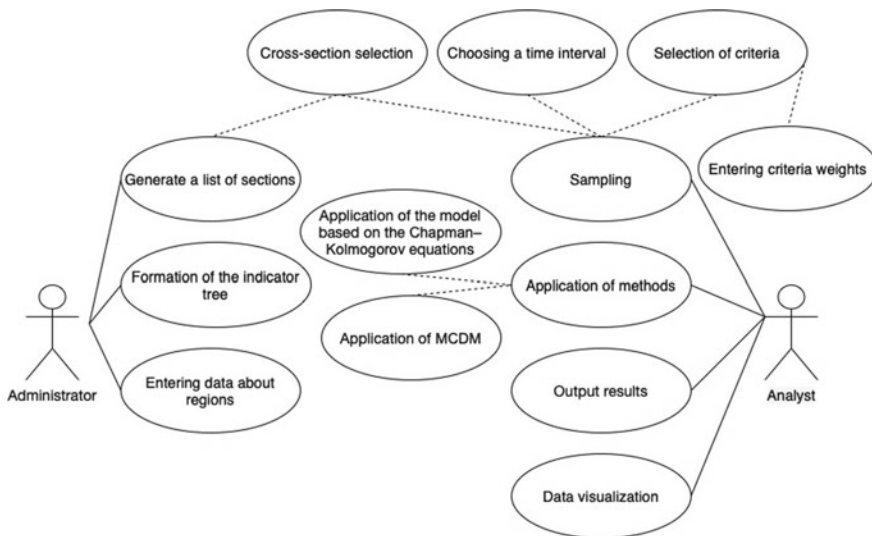 Cross-section selection
Choosing a time interval
Selection of criteria
Generate a list of sections
Sampling
Entering criteria weights
Application of the model
based on the Chapman–
Kolmogorov equations
Formation of the indicator
tree
Application of methods
Application of MCDM
Administrator
Entering data about
regions
Output results
Analyst
Data visualization